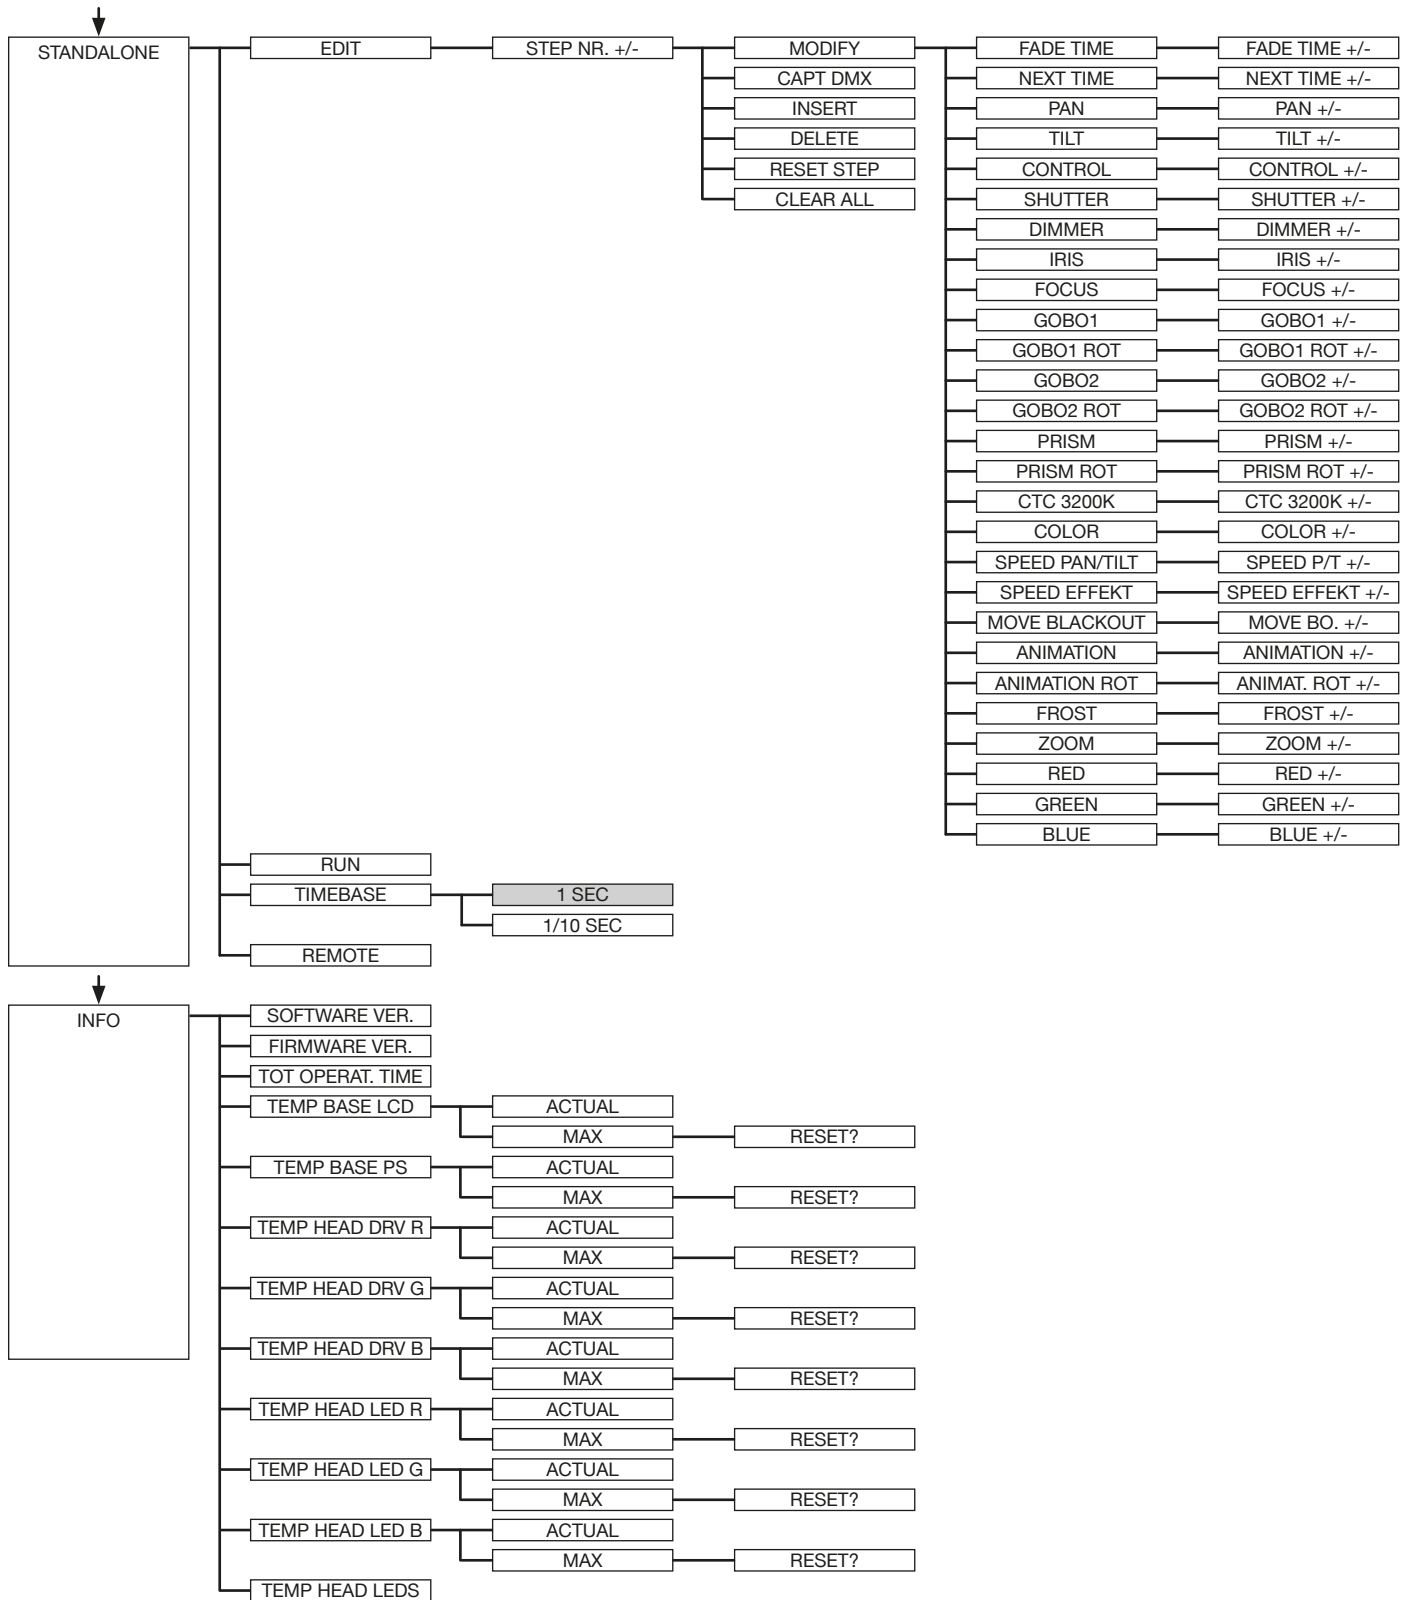 STANDALONE EDIT STEP NR. +/- MODIFY FADE TIME FADE TIME +/-
CAPT DMX NEXT TIME NEXT TIME +/-
INSERT PAN PAN +/-
DELETE TILT TILT +/-
RESET STEP CONTROL CONTROL +/-
CLEAR ALL SHUTTER SHUTTER +/-
DIMMER DIMMER +/-
IRIS IRIS +/-
FOCUS FOCUS +/-
GOBO1 GOBO1 +/-
GOBO1 ROT GOBO1 ROT +/-
GOBO2 GOBO2 +/-
GOBO2 ROT GOBO2 ROT +/-
PRISM PRISM +/-
PRISM ROT PRISM ROT +/-
CTC 3200K CTC 3200K +/-
COLOR COLOR +/-
SPEED PAN/TILT SPEED P/T +/-
SPEED EFFEKT SPEED EFFEKT +/-
MOVE BLACKOUT MOVE BO. +/-
ANIMATION ANIMATION +/-
ANIMATION ROT ANIMAT. ROT +/-
FROST FROST +/-
ZOOM ZOOM +/-
RED RED +/-
GREEN GREEN +/-
BLUE BLUE +/-
RUN
TIMEBASE 1 SEC
1/10 SEC
REMOTE
INFO SOFTWARE VER.
FIRMWARE VER.
TOT OPERAT. TIME
TEMP BASE LCD ACTUAL
MAX RESET?
TEMP BASE PS ACTUAL
MAX RESET?
TEMP HEAD DRV R ACTUAL
MAX RESET?
TEMP HEAD DRV G ACTUAL
MAX RESET?
TEMP HEAD DRV B ACTUAL
MAX RESET?
TEMP HEAD LED R ACTUAL
MAX RESET?
TEMP HEAD LED G ACTUAL
MAX RESET?
TEMP HEAD LED B ACTUAL
MAX RESET?
TEMP HEAD LEDS